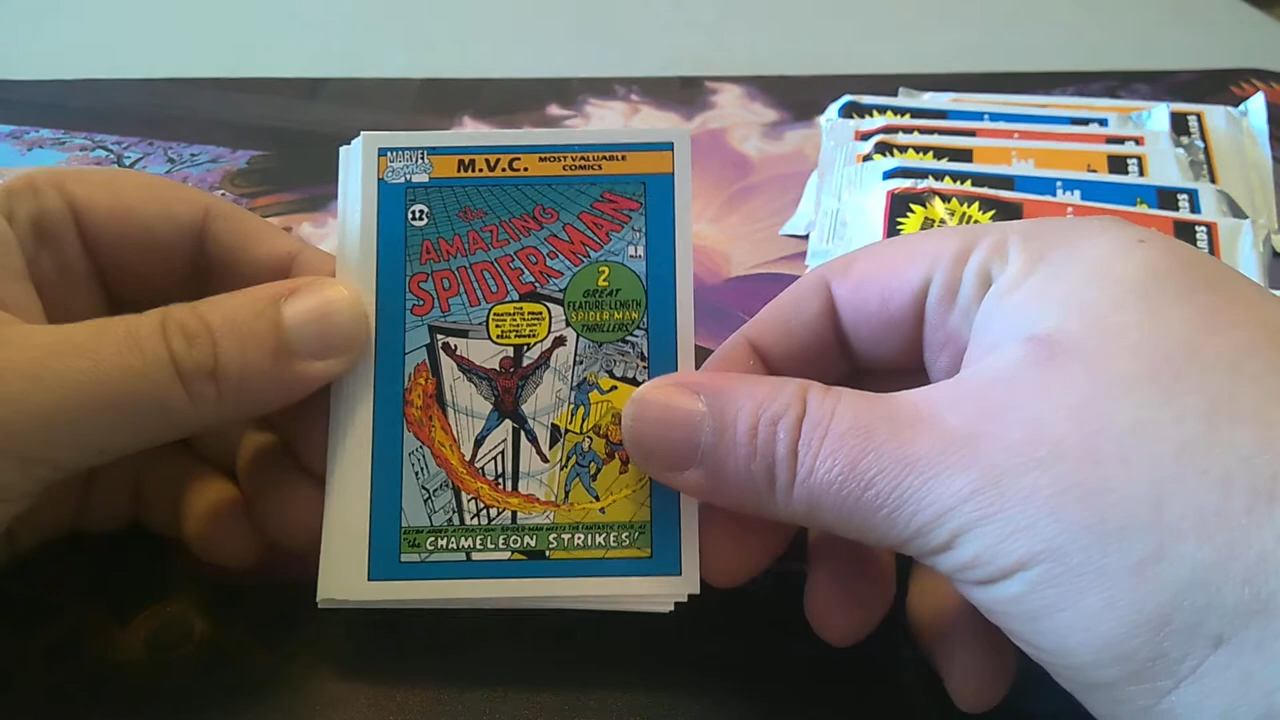 MARVEL
COMICS
M.V.C. MOST VALUABLE
COMICS
12¢
the
AMAZING
SPIDER-MAN
1
MAR.
2
GREAT
FEATURE-LENGTH
SPIDER-MAN
THRILLERS!
THE
FANTASTIC FOUR
THINK I'M TRAPPED!
BUT THEY DON'T
SUSPECT MY
REAL POWER!
EXTRA ADDED ATTRACTION: SPIDER-MAN MEETS THE FANTASTIC FOUR, AS
"the CHAMELEON STRIKES!"